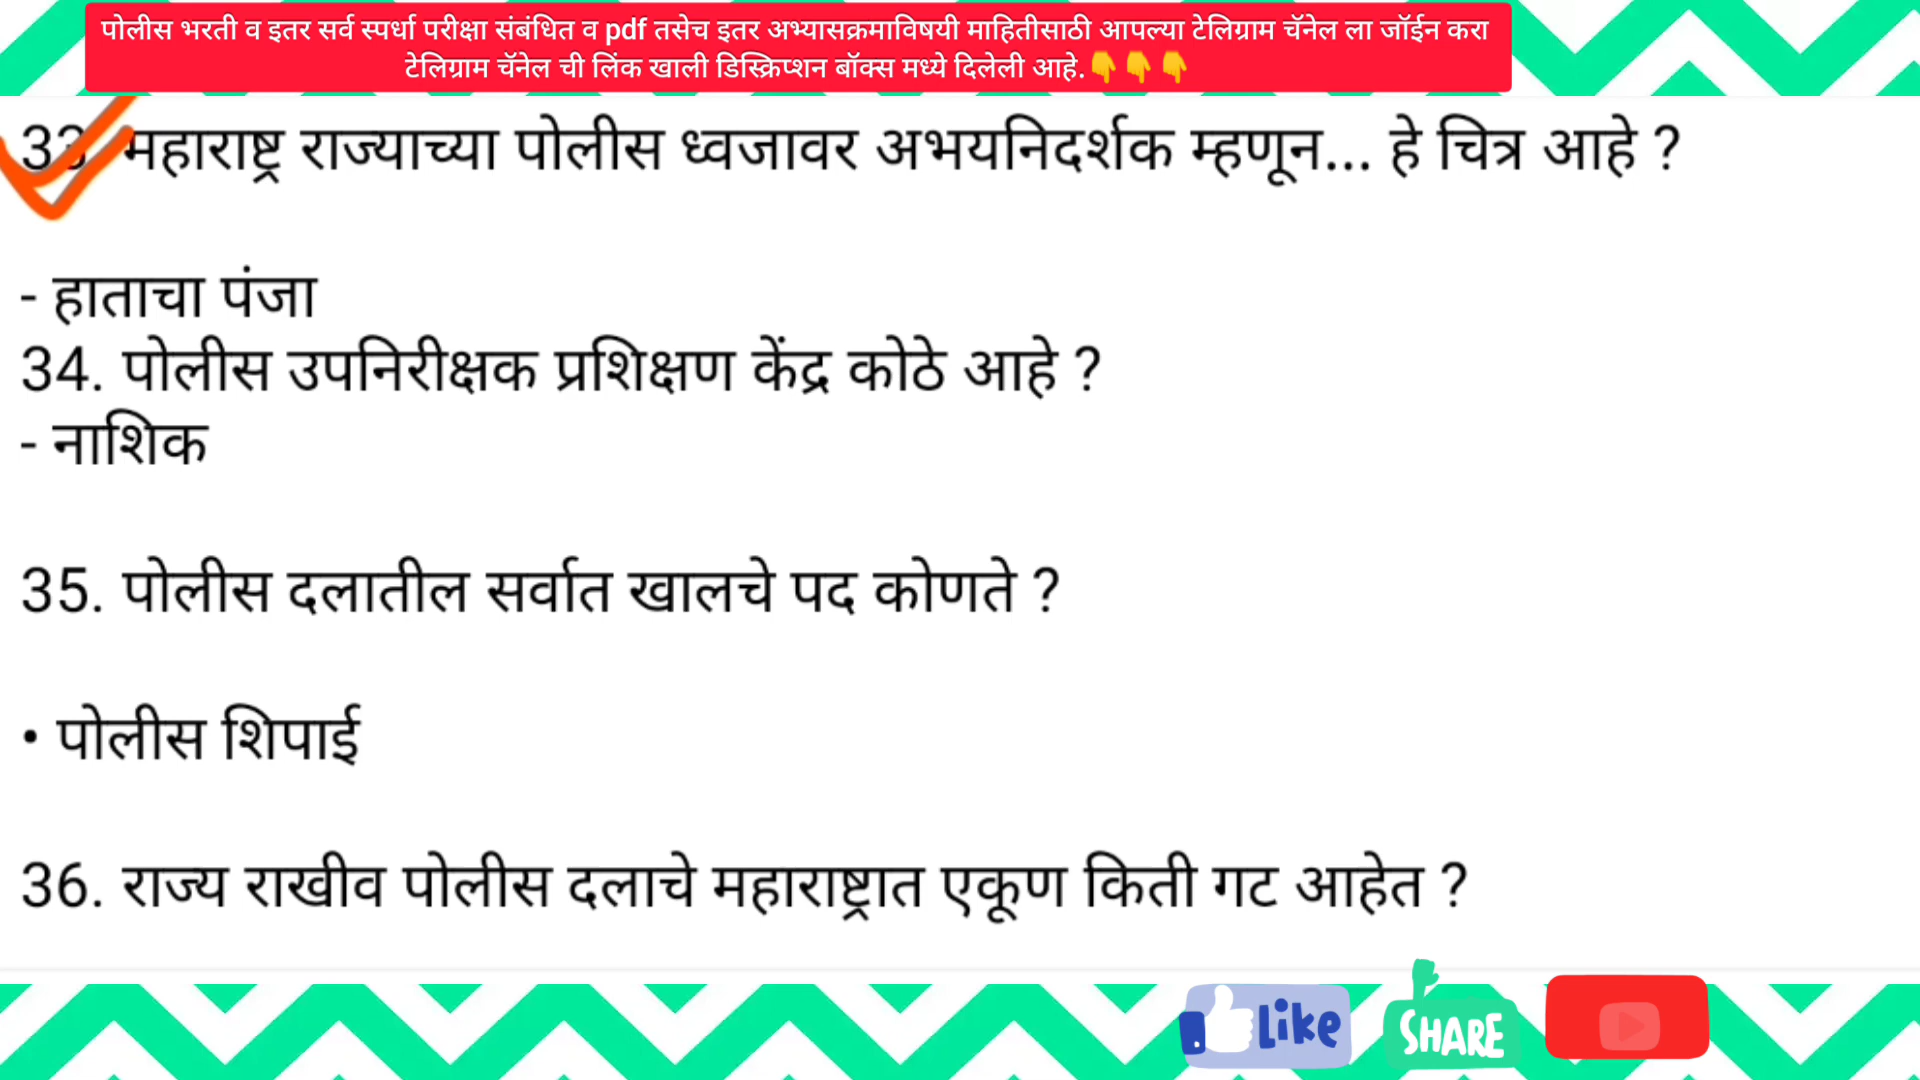 पोलीस भरती व इतर सर्व स्पर्धा परीक्षा संबंधित व pdf तसेच इतर अभ्यासक्रमाविषयी माहितीसाठी आपल्या टेलिग्राम चॅनेल ला जॉईन करा
टेलिग्राम चॅनेल ची लिंक खाली डिस्क्रिप्शन बॉक्स मध्ये दिलेली आहे.👇👇👇
33. महाराष्ट्र राज्याच्या पोलीस ध्वजावर अभयनिदर्शक म्हणून... हे चित्र आहे ?
- हाताचा पंजा
34. पोलीस उपनिरीक्षक प्रशिक्षण केंद्र कोठे आहे ?
- नाशिक
35. पोलीस दलातील सर्वात खालचे पद कोणते ?
• पोलीस शिपाई
36. राज्य राखीव पोलीस दलाचे महाराष्ट्रात एकूण किती गट आहेत ?
Like
SHARE